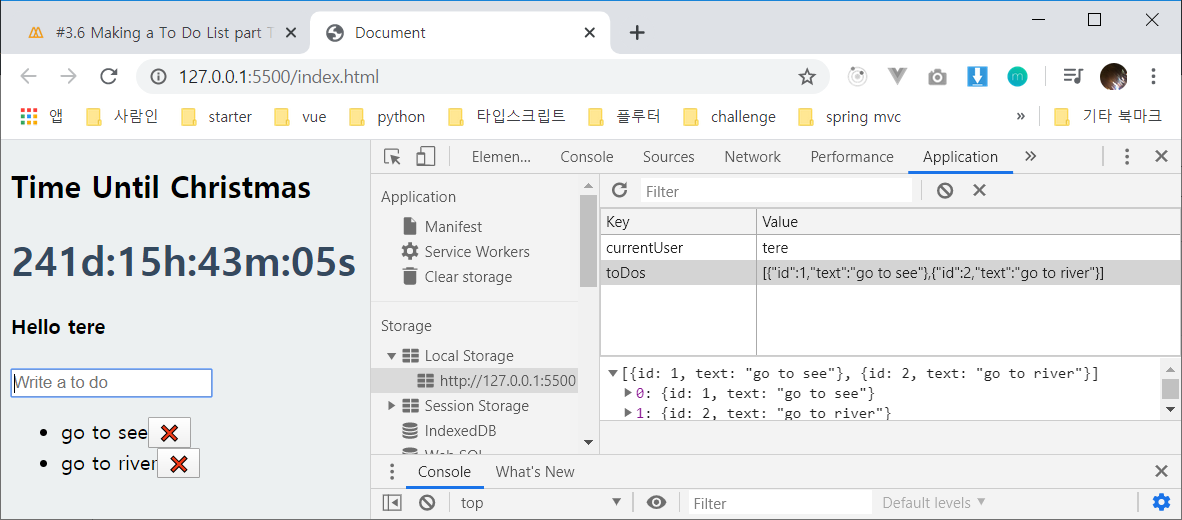 #3.6 Making a To Do List part T
Document
127.0.0.1:5500/index.html
앱 사람인 starter vue python 타입스크립트 플루터 challenge spring mvc » 기타 북마크
Time Until Christmas
241d:15h:43m:05s
Hello tere
Write a to do
go to see
go to river
Elemen... Console Sources Network Performance Application »
Application
Manifest
Service Workers
Clear storage
Storage
Local Storage
http://127.0.0.1:5500
Session Storage
IndexedDB
Web SQL
Filter
Key Value
currentUser tere
toDos [{"id":1,"text":"go to see"},{"id":2,"text":"go to river"}]
[{id: 1, text: "go to see"}, {id: 2, text: "go to river"}]
0: {id: 1, text: "go to see"}
1: {id: 2, text: "go to river"}
Console What's New
top Filter Default levels